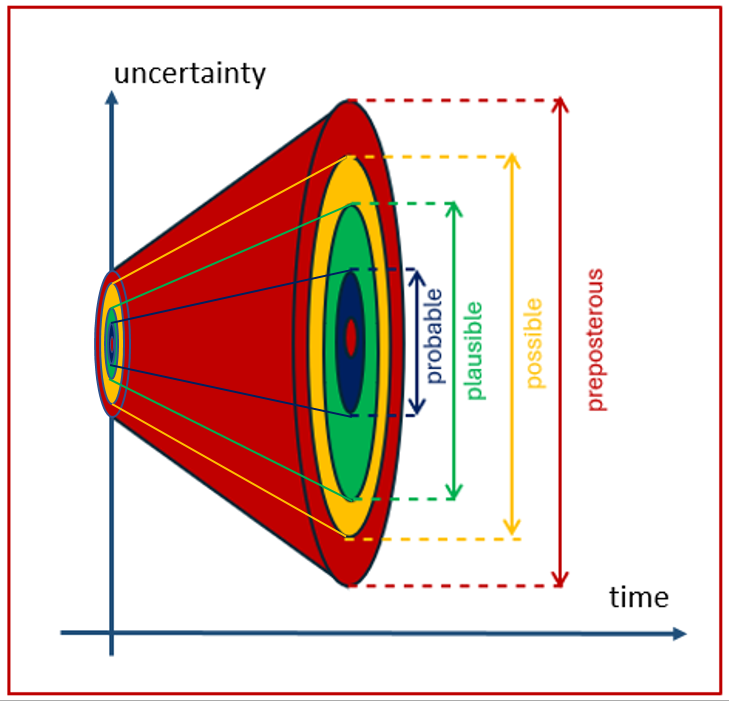 uncertainty
probable
plausible
possible
preposterous
time